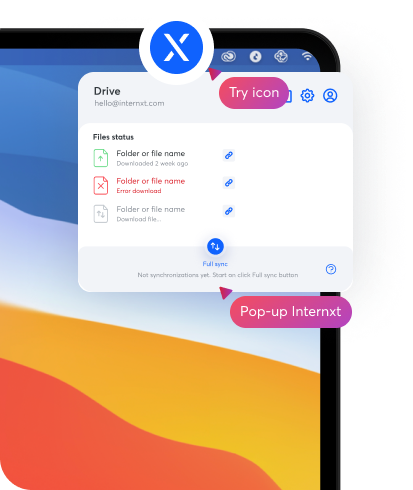 X
Try icon
Drive
hello@internxt.com
Files status
Folder or file name
Downloaded 2 week ago
Folder or file name
Error download
Folder or file name
Download file...
Full sync
Not synchronizations yet. Start on click Full sync button
Pop-up Internxt